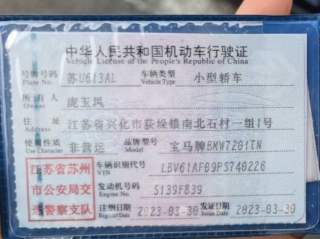 中华人民共和国机动车行驶证
Vehicle License of the People's Republic of China
号牌号码 苏U613AL 车辆类型 小型轿车
Plate No. Vehicle Type
所有人 庞玉凤
Owner
住址 江苏省兴化市荻垛镇南北石村一组1号
Address
使用性质 非营运 品牌型号 宝马牌BMW7201TN
江苏省苏州 车辆识别代号 LBV61AF09PS740226
VIN
市公安局交 发动机号码 5139F839
通警察支队 注册日期 2023-03-30 发证日期 2023-03-30
Issue Date